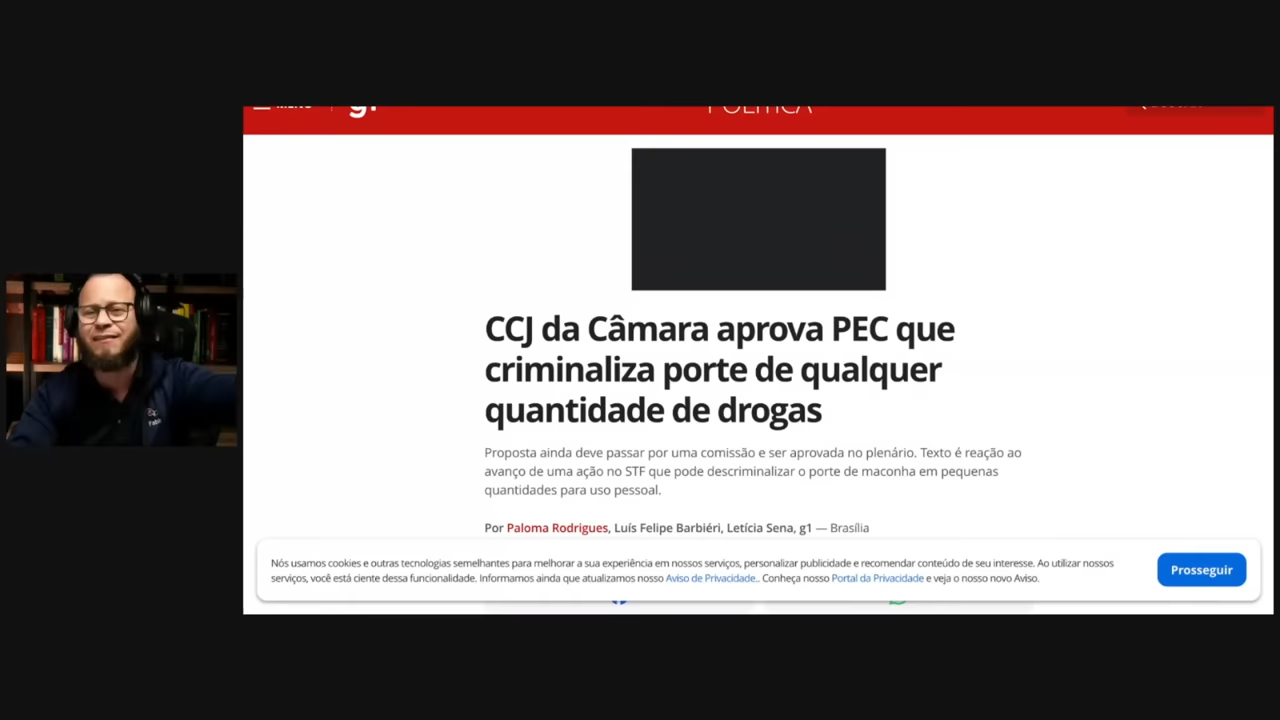 MENU g1 POLÍTICA
CCJ da Câmara aprova PEC que
criminaliza porte de qualquer
quantidade de drogas
Proposta ainda deve passar por uma comissão e ser aprovada no plenário. Texto é reação ao
avanço de uma ação no STF que pode descriminalizar o porte de maconha em pequenas
quantidades para uso pessoal.
Por Paloma Rodrigues, Luís Felipe Barbiéri, Letícia Sena, g1 — Brasília
Nós usamos cookies e outras tecnologias semelhantes para melhorar a sua experiência em nossos serviços, personalizar publicidade e recomendar conteúdo de seu interesse. Ao utilizar nossos
serviços, você está ciente dessa funcionalidade. Informamos ainda que atualizamos nosso Aviso de Privacidade.. Conheça nosso Portal da Privacidade e veja o nosso novo Aviso.
Prosseguir